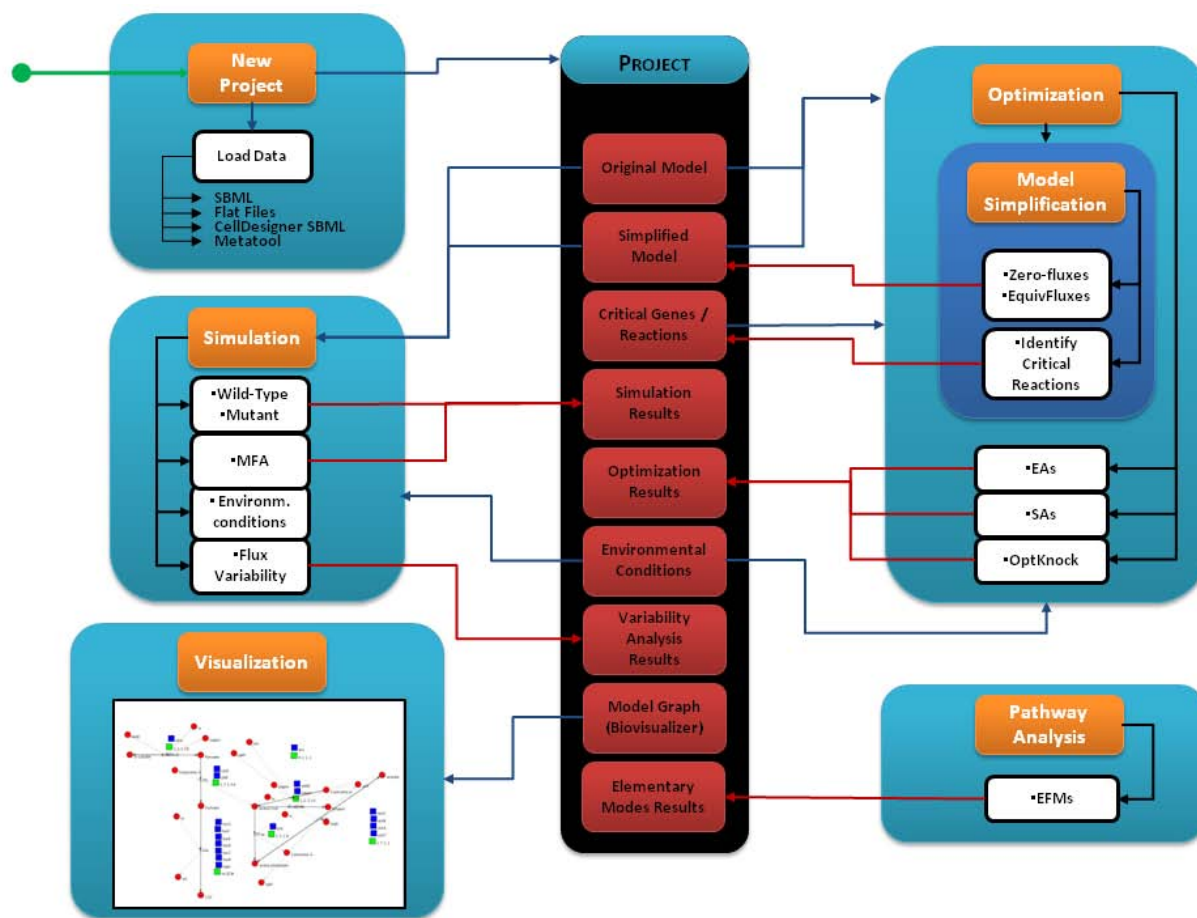 New
Project
Load Data
SBML
Flat Files
CellDesigner SBML
Metatool
Simulation
▪Wild-Type
▪Mutant
▪MFA
▪Environm.
conditions
▪Flux
Variability
Visualization
PROJECT
Original Model
Simplified
Model
Critical Genes /
Reactions
Simulation
Results
Optimization
Results
Environmental
Conditions
Variability
Analysis
Results
Model Graph
(Biovisualizer)
Elementary
Modes Results
Optimization
Model
Simplification
▪Zero-fluxes
▪EquivFluxes
▪Identify
Critical
Reactions
▪EAs
▪SAs
▪OptKnock
Pathway
Analysis
▪EFMs